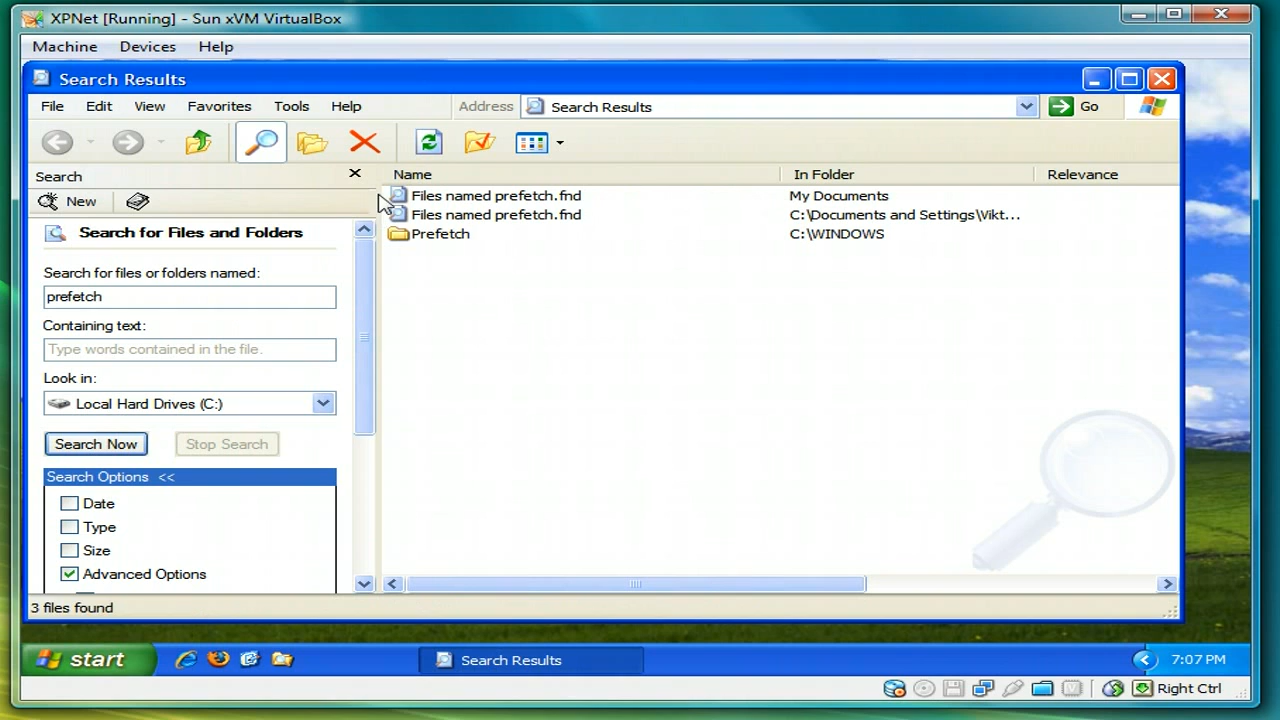 XPNet [Running] - Sun xVM VirtualBox
Machine Devices Help
Search Results
File Edit View Favorites Tools Help Address Search Results Go
Search
New
Name In Folder Relevance
Files named prefetch.fnd My Documents
Files named prefetch.fnd C:\Documents and Settings\Vikt...
Prefetch C:\WINDOWS
Search for Files and Folders
Search for files or folders named:
prefetch
Containing text:
Type words contained in the file.
Look in:
Local Hard Drives (C:)
Search Now Stop Search
Search Options <<
Date
Type
Size
Advanced Options
3 files found
start Search Results 7:07 PM
Right Ctrl